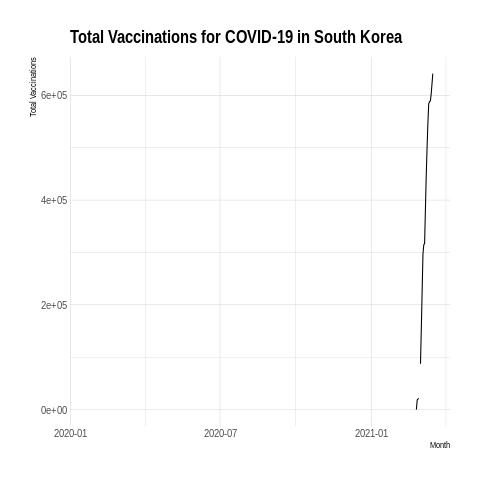 Total Vaccinations for COVID-19 in South Korea
Total Vaccinations
6e+05
4e+05
2e+05
0e+00
2020-01 2020-07 2021-01
Month